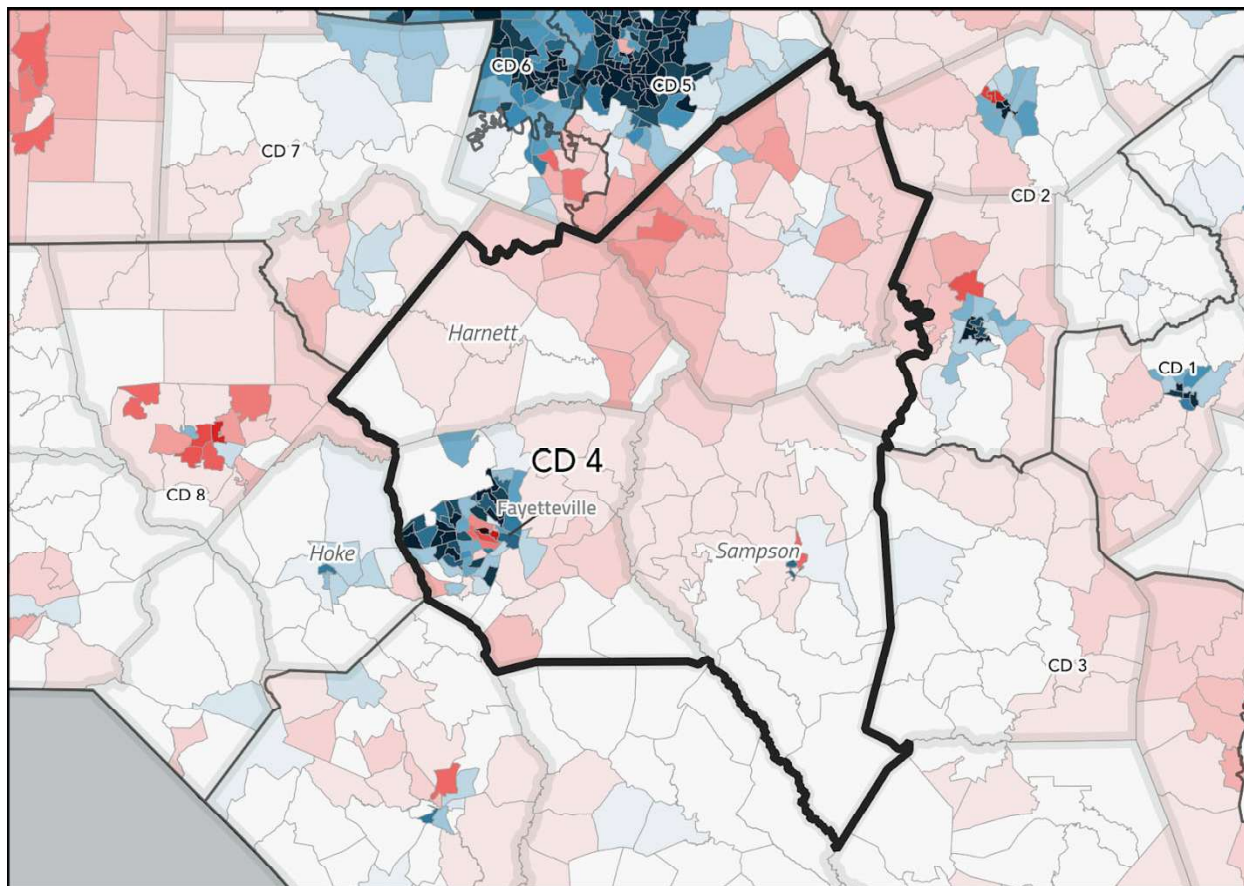 CD 6
CD 5
CD 7
CD 2
Harnett
CD 1
CD 4
CD 8
Fayetteville
Hoke
Sampson
CD 3